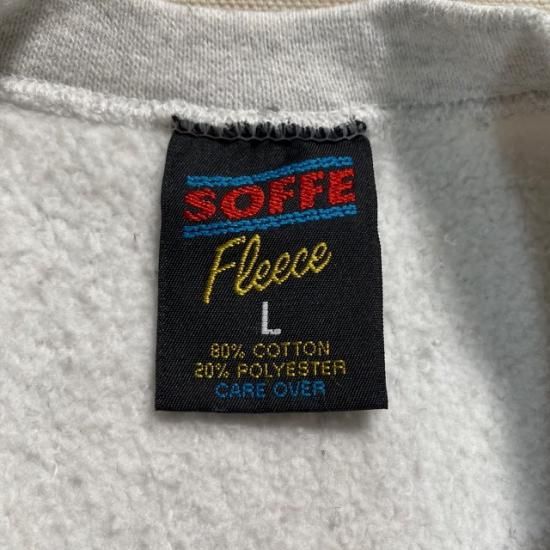 SOFFE
Fleece
L
80% COTTON
20% POLYESTER
CARE OVER